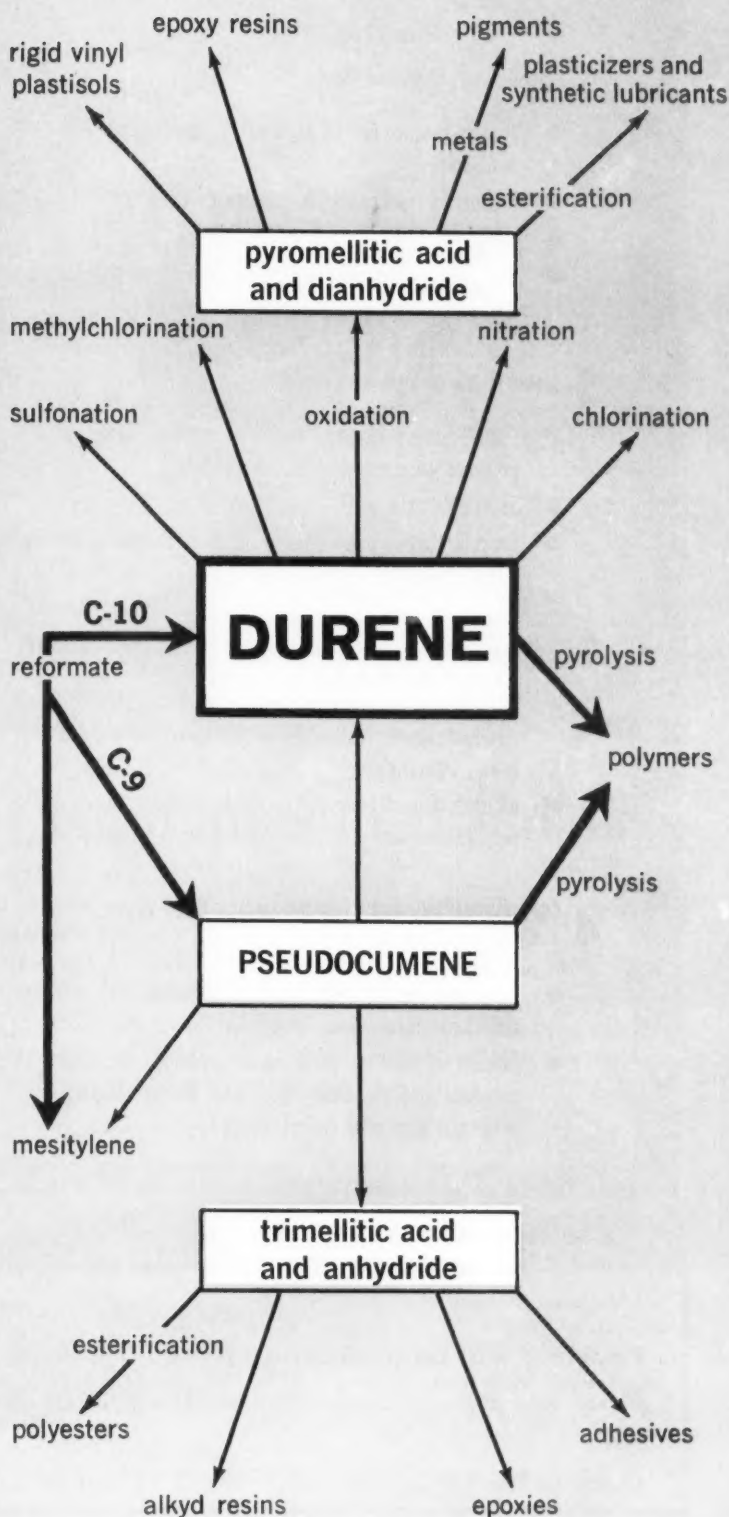 epoxy resins
pigments
rigid vinyl
plastisols
plasticizers and
synthetic lubricants
metals
esterification
pyromellitic acid
and dianhydride
methylchlorination
nitration
sulfonation
oxidation
chlorination
C-10
DURENE
reformate
pyrolysis
C-9
polymers
pyrolysis
PSEUDOCUMENE
mesitylene
trimellitic acid
and anhydride
esterification
polyesters
adhesives
alkyd resins
epoxies